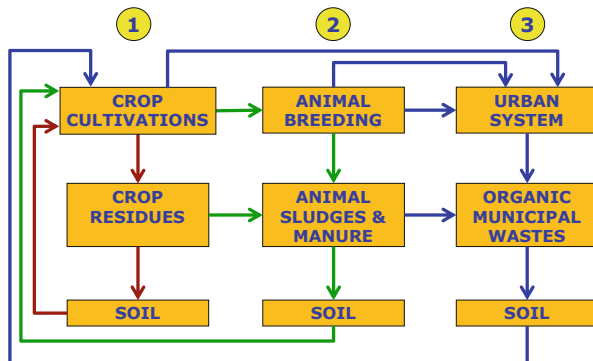 1
2
3
CROP
CULTIVATIONS
ANIMAL
BREEDING
URBAN
SYSTEM
CROP
RESIDUES
ANIMAL
SLUDGES &
MANURE
ORGANIC
MUNICIPAL
WASTES
SOIL
SOIL
SOIL